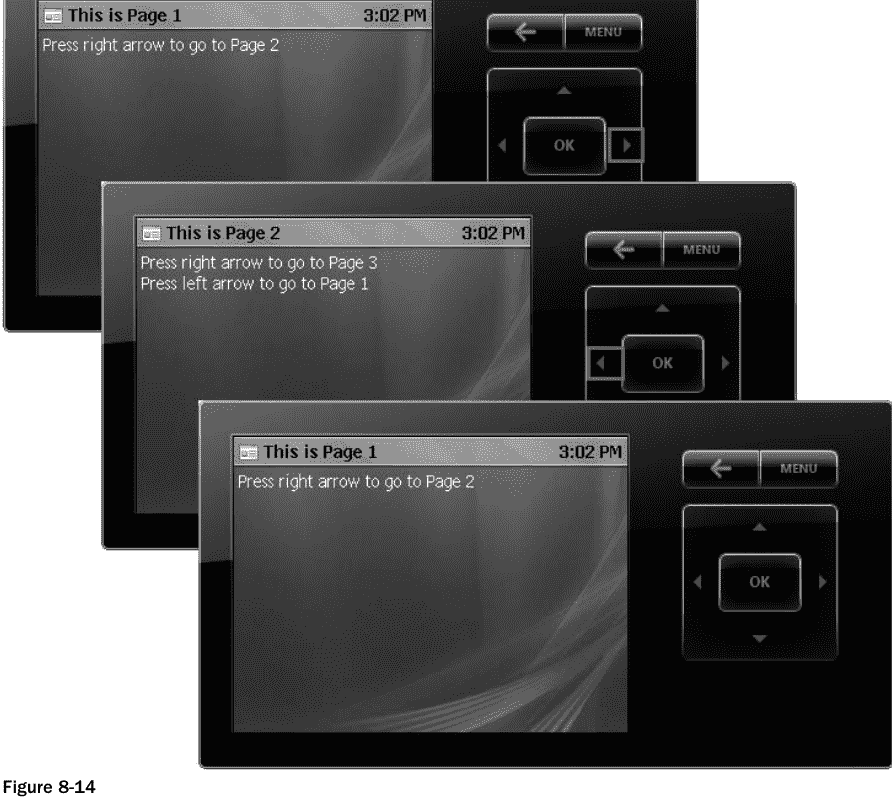 This is Page 1 3:02 PM
Press right arrow to go to Page 2
MENU
OK
This is Page 2 3:02 PM
Press right arrow to go to Page 3
Press left arrow to go to Page 1
MENU
OK
This is Page 1 3:02 PM
Press right arrow to go to Page 2
MENU
OK
Figure 8-14